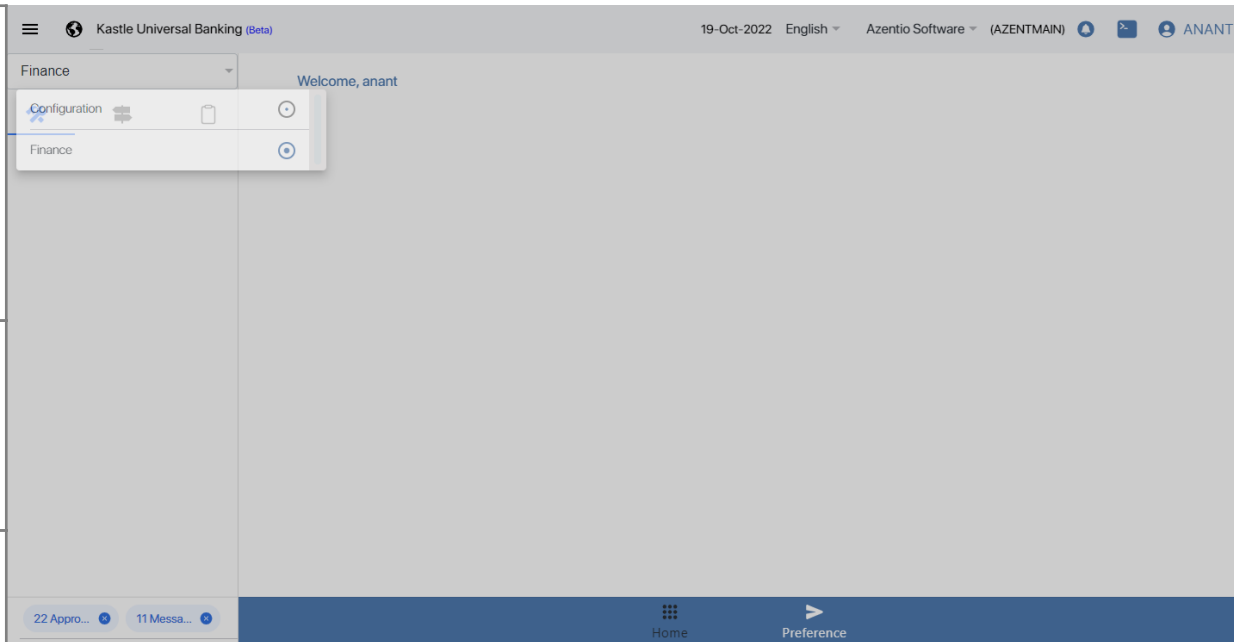 Kastle Universal Banking (Beta)
19-Oct-2022 English Azentio Software (AZENTMAIN) ANANT
Finance
Welcome, anant
Configuration
Finance
22 Appro... 11 Messa...
Home Preference